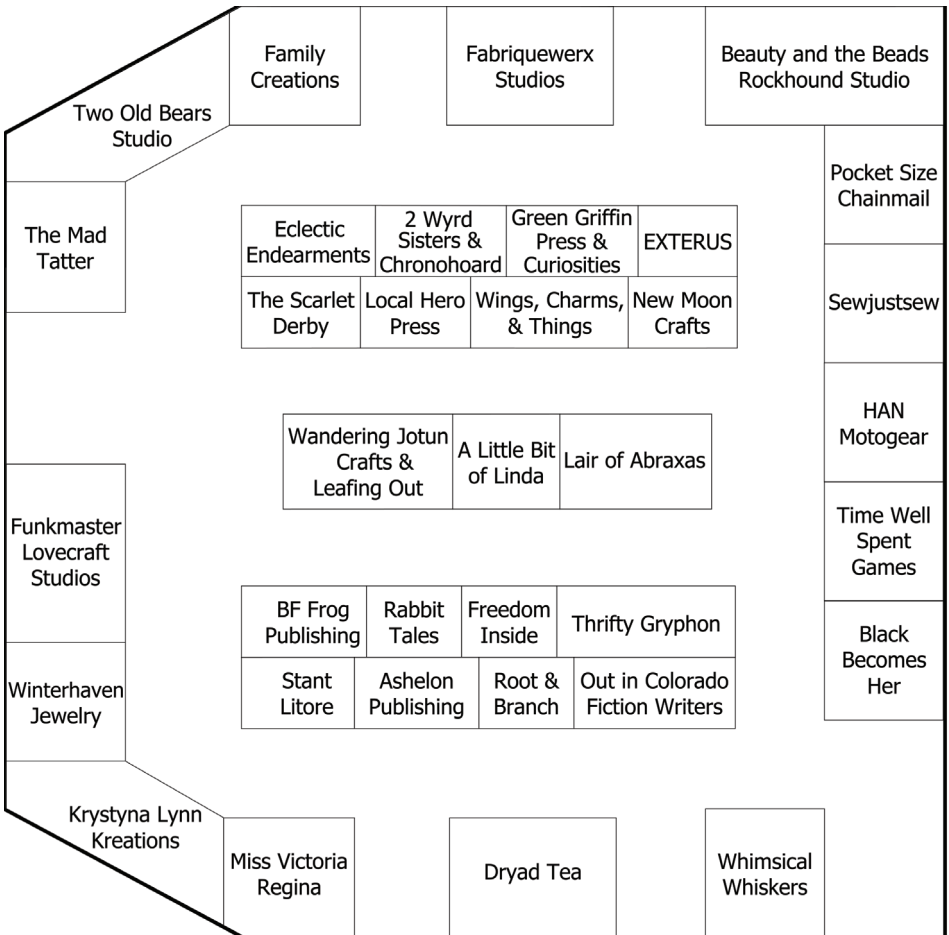 Family
Creations
Fabriquewerx
Studios
Beauty and the Beads
Rockhound Studio
Two Old Bears
Studio
Pocket Size
Chainmail
The Mad
Tatter
Eclectic
Endearments
2 Wyrd
Sisters &
Chronohoard
Green Griffin
Press &
Curiosities
EXTERUS
The Scarlet
Derby
Local Hero
Press
Wings, Charms,
& Things
New Moon
Crafts
Sewjustsew
HAN
Motogear
Wandering Jotun
Crafts &
Leafing Out
A Little Bit
of Linda
Lair of Abraxas
Funkmaster
Lovecraft
Studios
Time Well
Spent
Games
BF Frog
Publishing
Rabbit
Tales
Freedom
Inside
Thrifty Gryphon
Black
Becomes
Her
Winterhaven
Jewelry
Stant
Litore
Ashelon
Publishing
Root &
Branch
Out in Colorado
Fiction Writers
Krystyna Lynn
Kreations
Miss Victoria
Regina
Dryad Tea
Whimsical
Whiskers